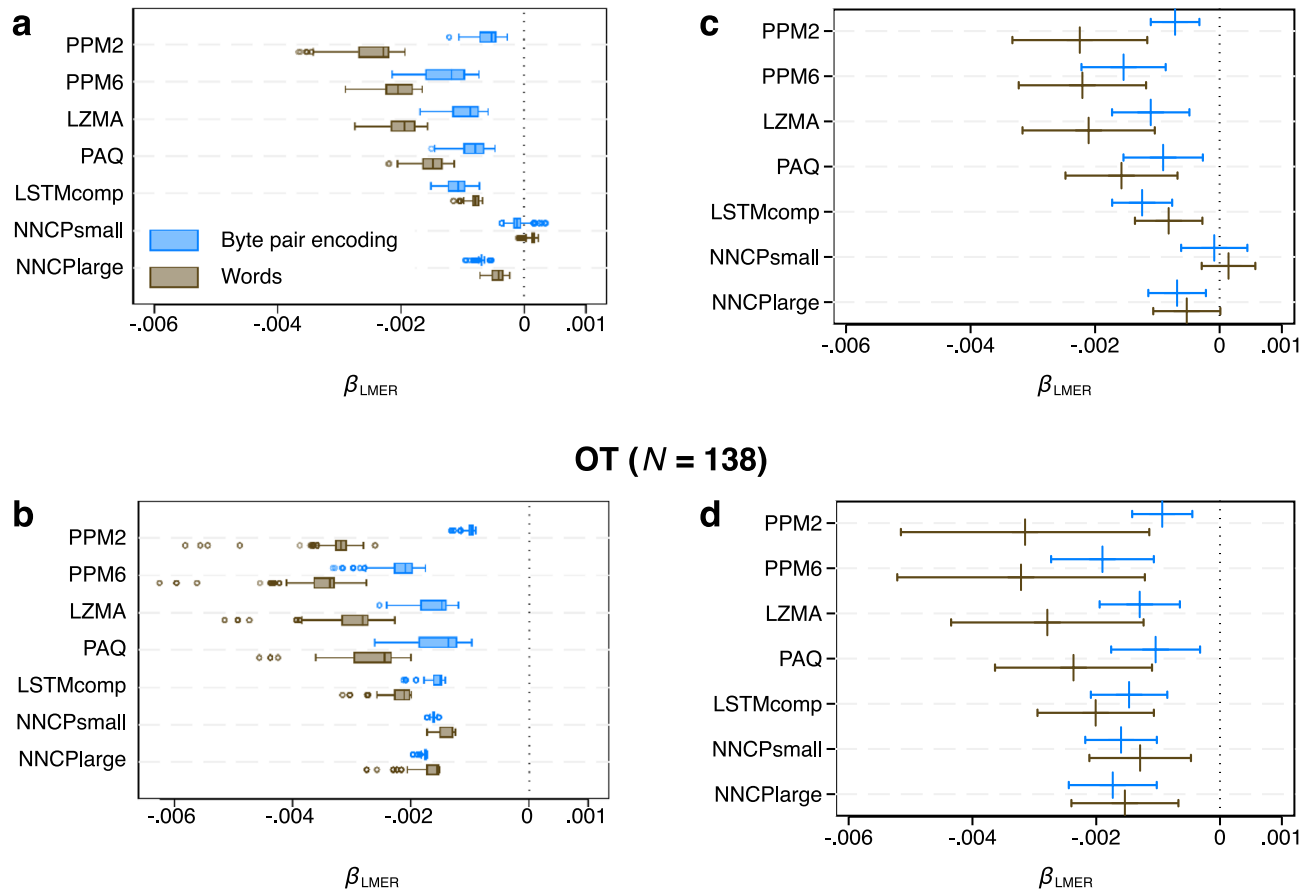 a
PPM2
PPM6
LZMA
PAQ
LSTMcomp
NNCPsmall
NNCPlarge
Byte pair encoding
Words
-.006
-.004
-.002
0
.001
βLMER
c
PPM2
PPM6
LZMA
PAQ
LSTMcomp
NNCPsmall
NNCPlarge
-.006
-.004
-.002
0
.001
βLMER
OT (N = 138)
b
PPM2
PPM6
LZMA
PAQ
LSTMcomp
NNCPsmall
NNCPlarge
-.006
-.004
-.002
0
.001
βLMER
d
PPM2
PPM6
LZMA
PAQ
LSTMcomp
NNCPsmall
NNCPlarge
-.006
-.004
-.002
0
.001
βLMER